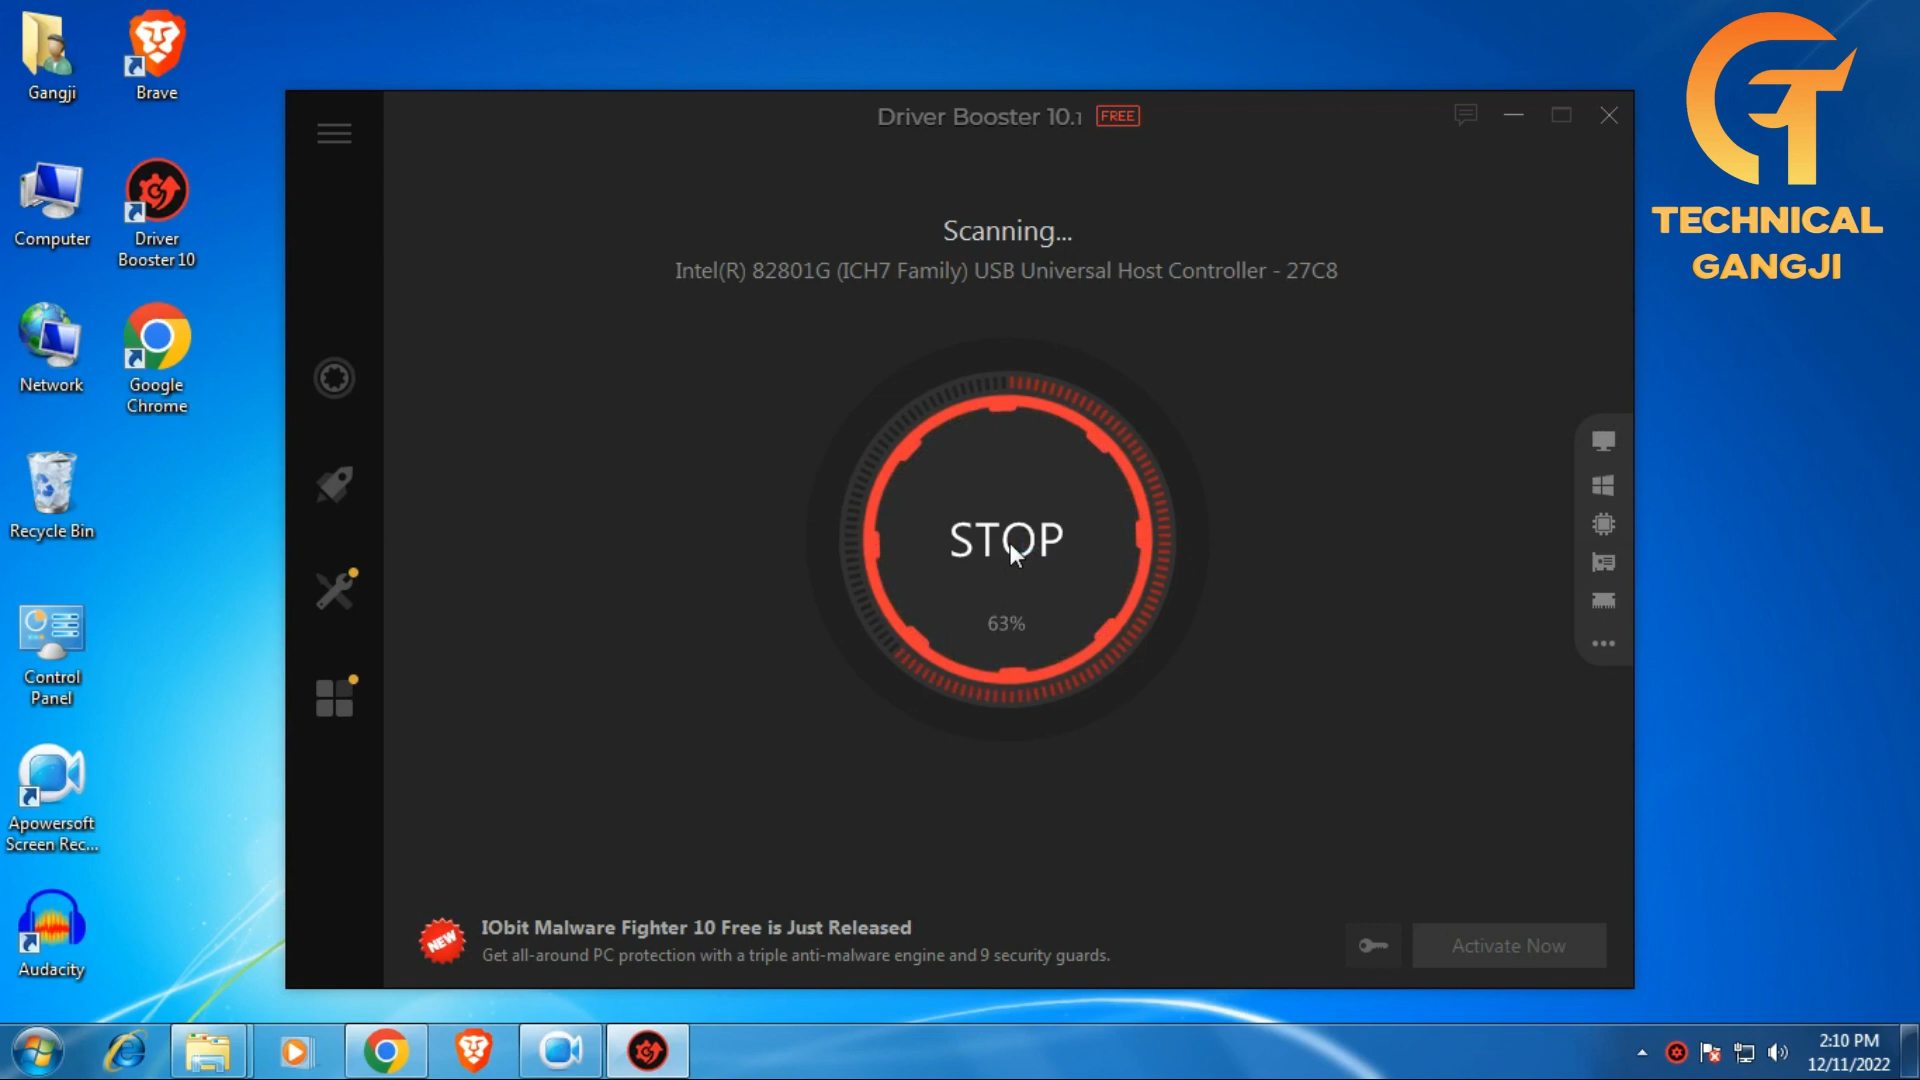 Gangji
Brave
Computer
Driver
Booster 10
Network
Google
Chrome
Recycle Bin
Control
Panel
Apowersoft
Screen Rec...
Audacity
Driver Booster 10.1 FREE
Scanning...
Intel(R) 82801G (ICH7 Family) USB Universal Host Controller - 27C8
STOP
63%
NEW
IObit Malware Fighter 10 Free is Just Released
Get all-around PC protection with a triple anti-malware engine and 9 security guards.
Activate Now
TECHNICAL
GANGJI
2:10 PM
12/11/2022